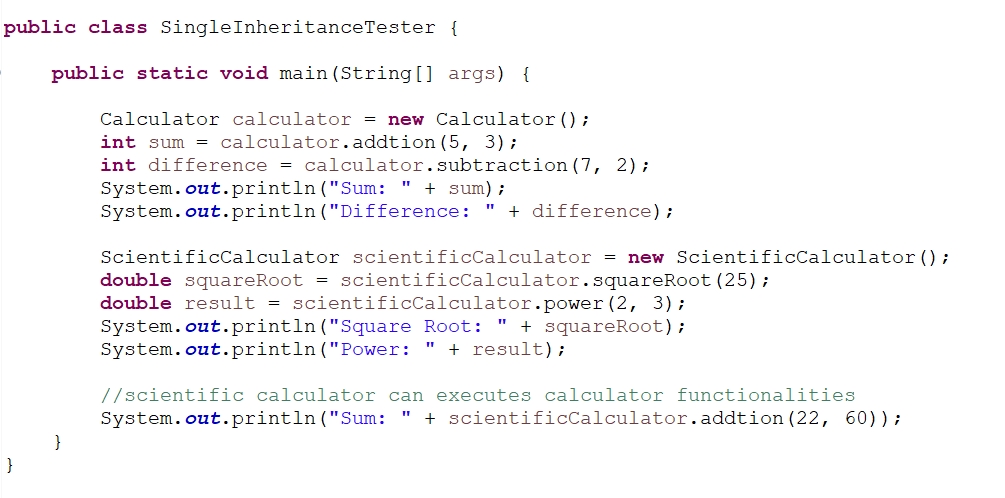 public class SingleInheritanceTester {
public static void main(String[] args) {
Calculator calculator = new Calculator();
int sum = calculator.addtion(5, 3);
int difference = calculator.subtraction(7, 2);
System.out.println("Sum: " + sum);
System.out.println("Difference: " + difference);
ScientificCalculator scientificCalculator = new ScientificCalculator();
double squareRoot = scientificCalculator.squareRoot(25);
double result = scientificCalculator.power(2, 3);
System.out.println("Square Root: " + squareRoot);
System.out.println("Power: " + result);
//scientific calculator can executes calculator functionalities
System.out.println("Sum: " + scientificCalculator.addtion(22, 60));
}
}